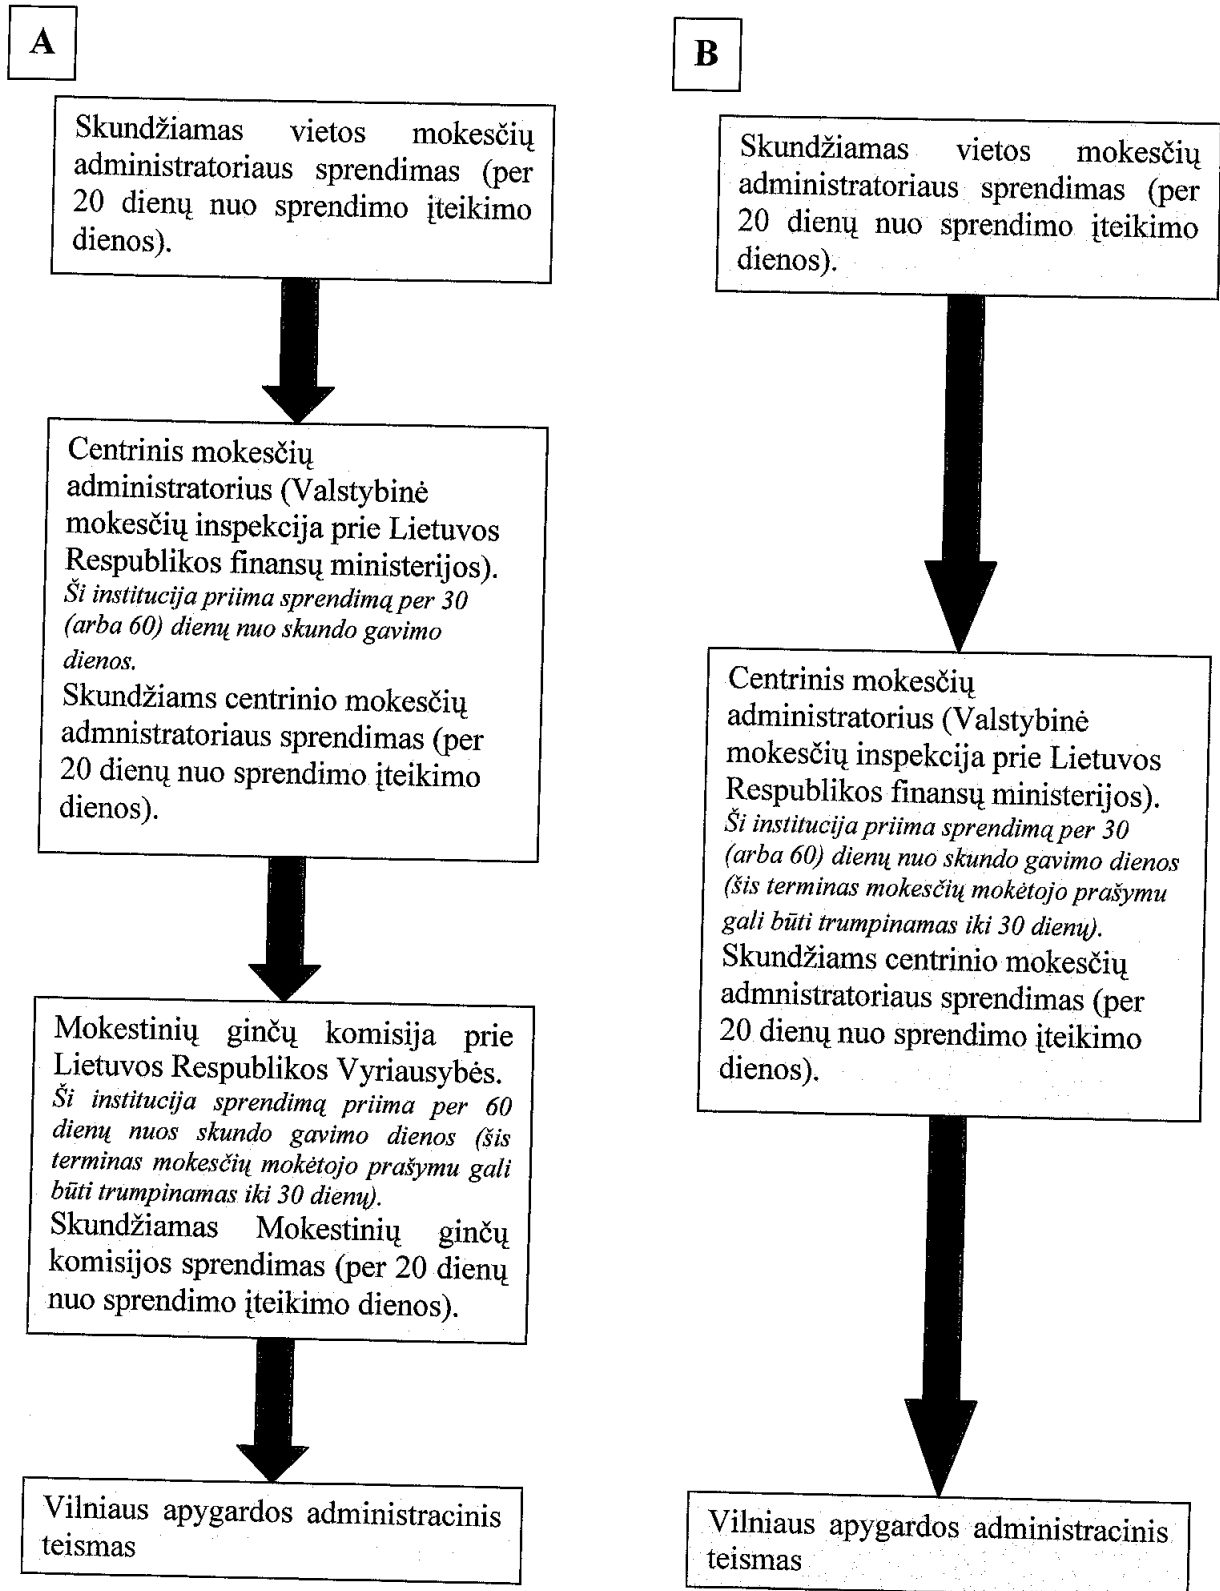 A
Skundžiamas vietos mokesčių
administratoriaus sprendimas (per
20 dienų nuo sprendimo įteikimo
dienos).
Centrinis mokesčių
administratorius (Valstybinė
mokesčių inspekcija prie Lietuvos
Respublikos finansų ministerijos).
Ši institucija priima sprendimą per 30
(arba 60) dienų nuo skundo gavimo
dienos.
Skundžiams centrinio mokesčių
admnistratoriaus sprendimas (per
20 dienų nuo sprendimo įteikimo
dienos).
Mokestinių ginčų komisija prie
Lietuvos Respublikos Vyriausybės.
Ši institucija sprendimą priima per 60
dienų nuos skundo gavimo dienos (šis
terminas mokesčių mokėtojo prašymu gali
būti trumpinamas iki 30 dienų).
Skundžiamas Mokestinių ginčų
komisijos sprendimas (per 20 dienų
nuo sprendimo įteikimo dienos).
Vilniaus apygardos administracinis
teismas
B
Skundžiamas vietos mokesčių
administratoriaus sprendimas (per
20 dienų nuo sprendimo įteikimo
dienos).
Centrinis mokesčių
administratorius (Valstybinė
mokesčių inspekcija prie Lietuvos
Respublikos finansų ministerijos).
Ši institucija priima sprendimą per 30
(arba 60) dienų nuo skundo gavimo dienos
(šis terminas mokesčių mokėtojo prašymu
gali būti trumpinamas iki 30 dienų).
Skundžiams centrinio mokesčių
admnistratoriaus sprendimas (per
20 dienų nuo sprendimo įteikimo
dienos).
Vilniaus apygardos administracinis
teismas